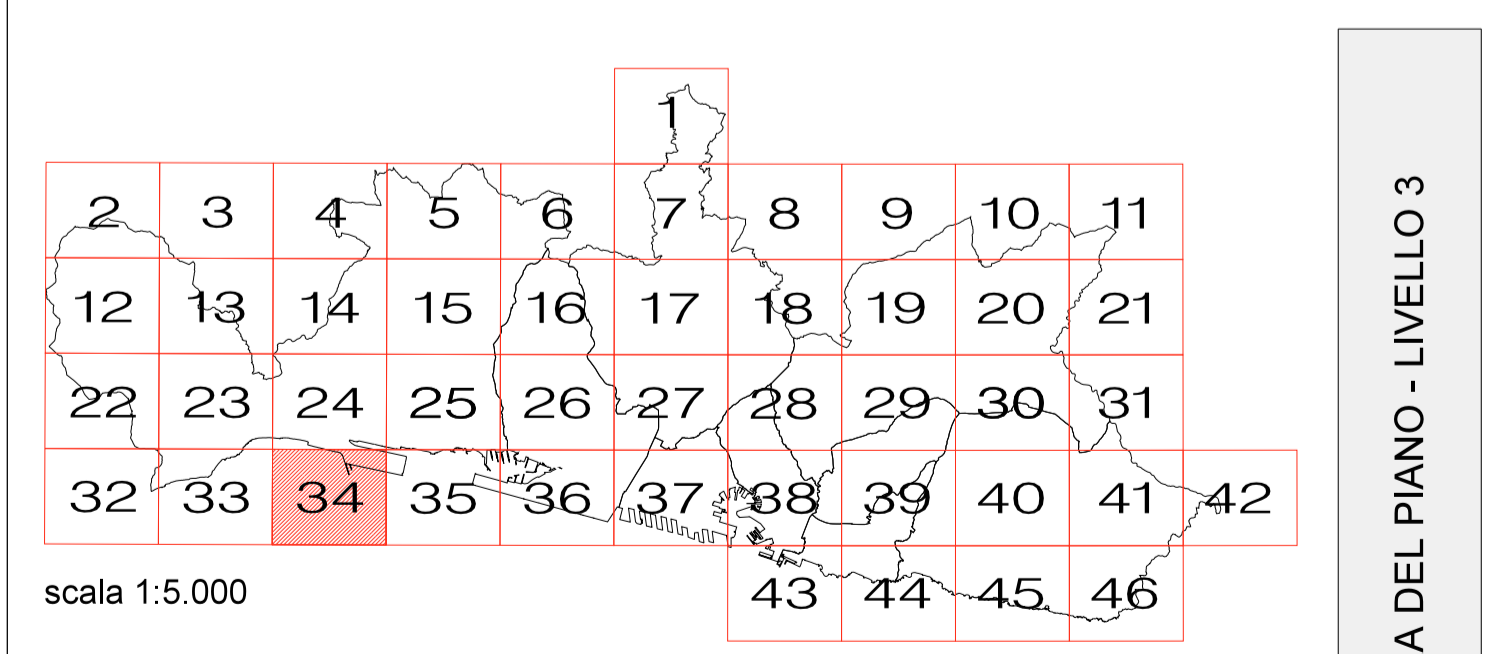 1
2 3 4 5 6 7 8 9 10 11
12 13 14 15 16 17 18 19 20 21
22 23 24 25 26 27 28 29 30 31
32 33 34 35 36 37 38 39 40 41 42
43 44 45 46
scala 1:5.000
A DEL PIANO - LIVELLO 3